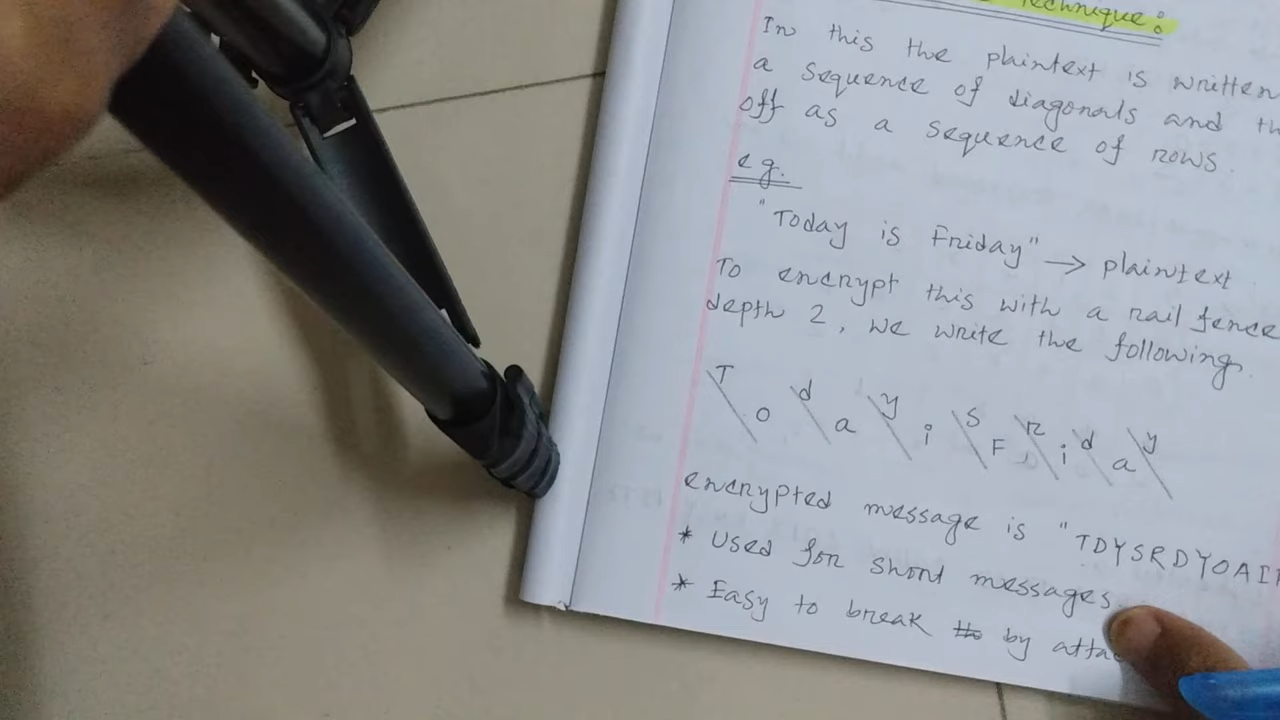 Technique:
In this the plaintext is written
a sequence of diagonals and th
off as a sequence of rows.
eg.
"Today is Friday" → plaintext
To encrypt this with a rail fence
depth 2, we write the following.
T d y S r d y
o a i F i a
encrypted message is "TDYSRDYOAIF
* Used for short messages
* Easy to break by atta